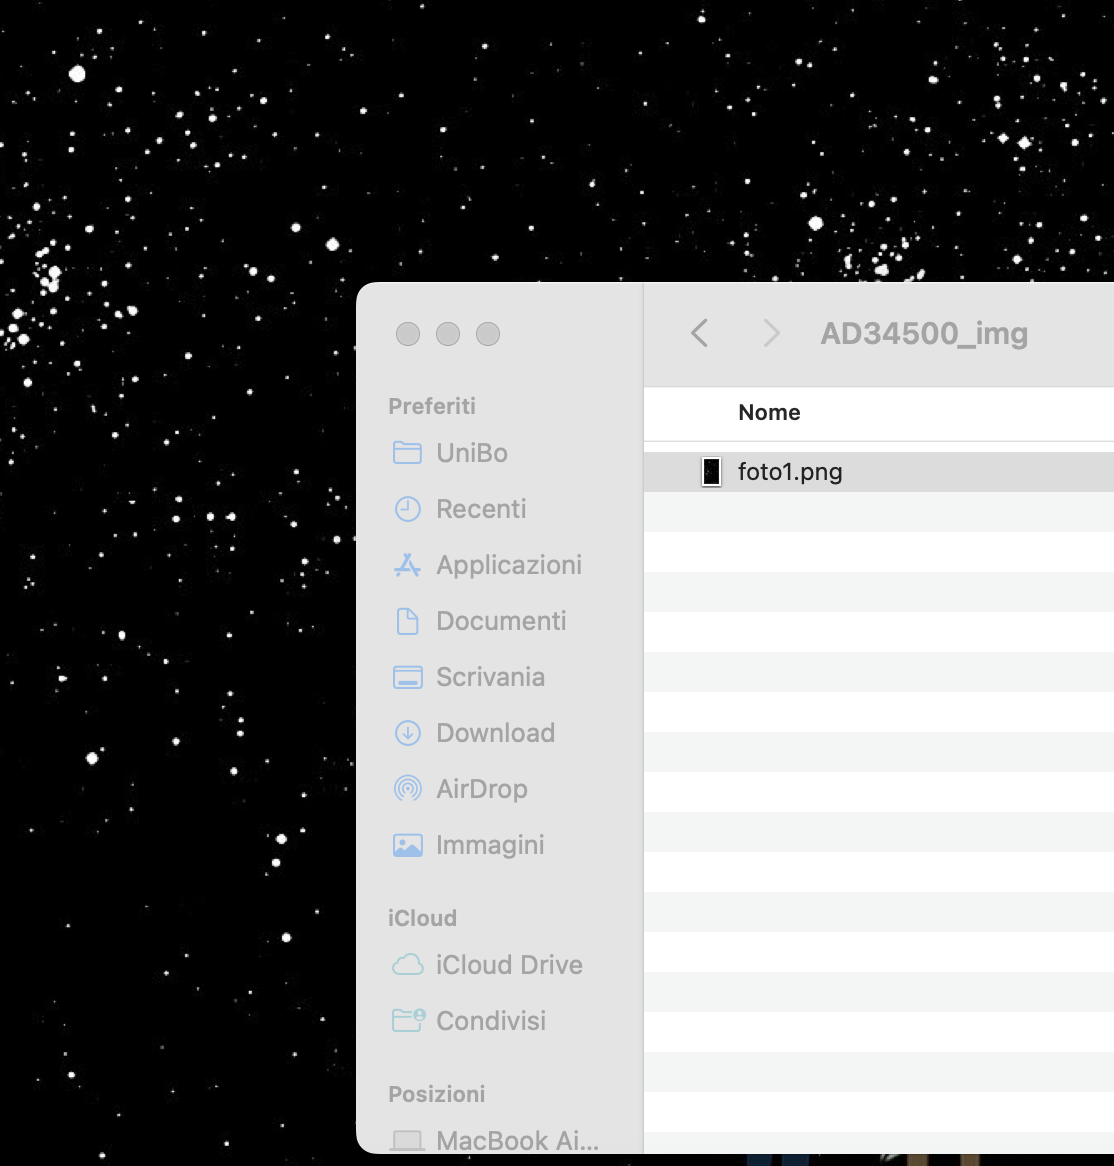 AD34500_img
Preferiti
UniBo
Recenti
Applicazioni
Documenti
Scrivania
Download
AirDrop
Immagini
iCloud
iCloud Drive
Condivisi
Posizioni
MacBook Ai...
Nome
foto1.png